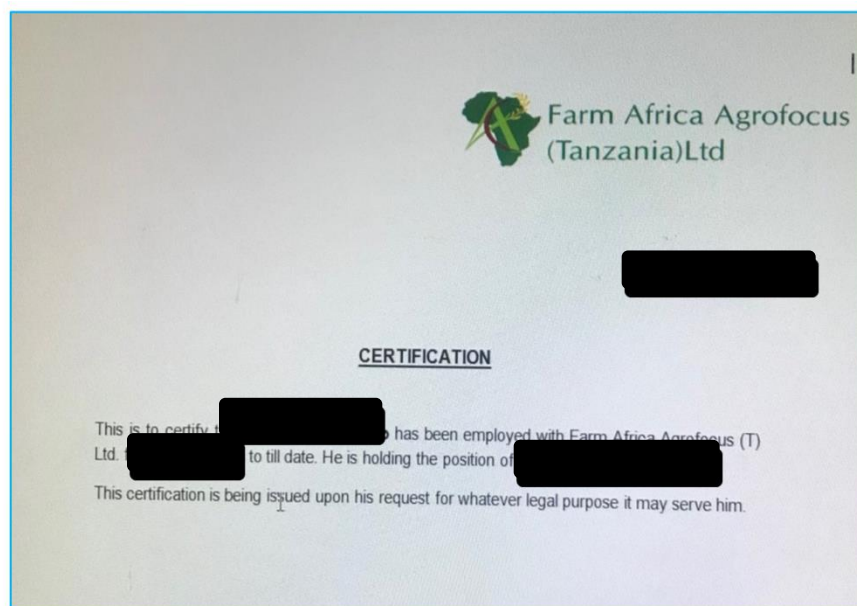 Farm Africa Agrofocus
(Tanzania)Ltd
CERTIFICATION
This is to certify has been employed with Farm Africa Agrofocus (T)
Ltd. to till date. He is holding the position of
This certification is being issued upon his request for whatever legal purpose it may serve him.